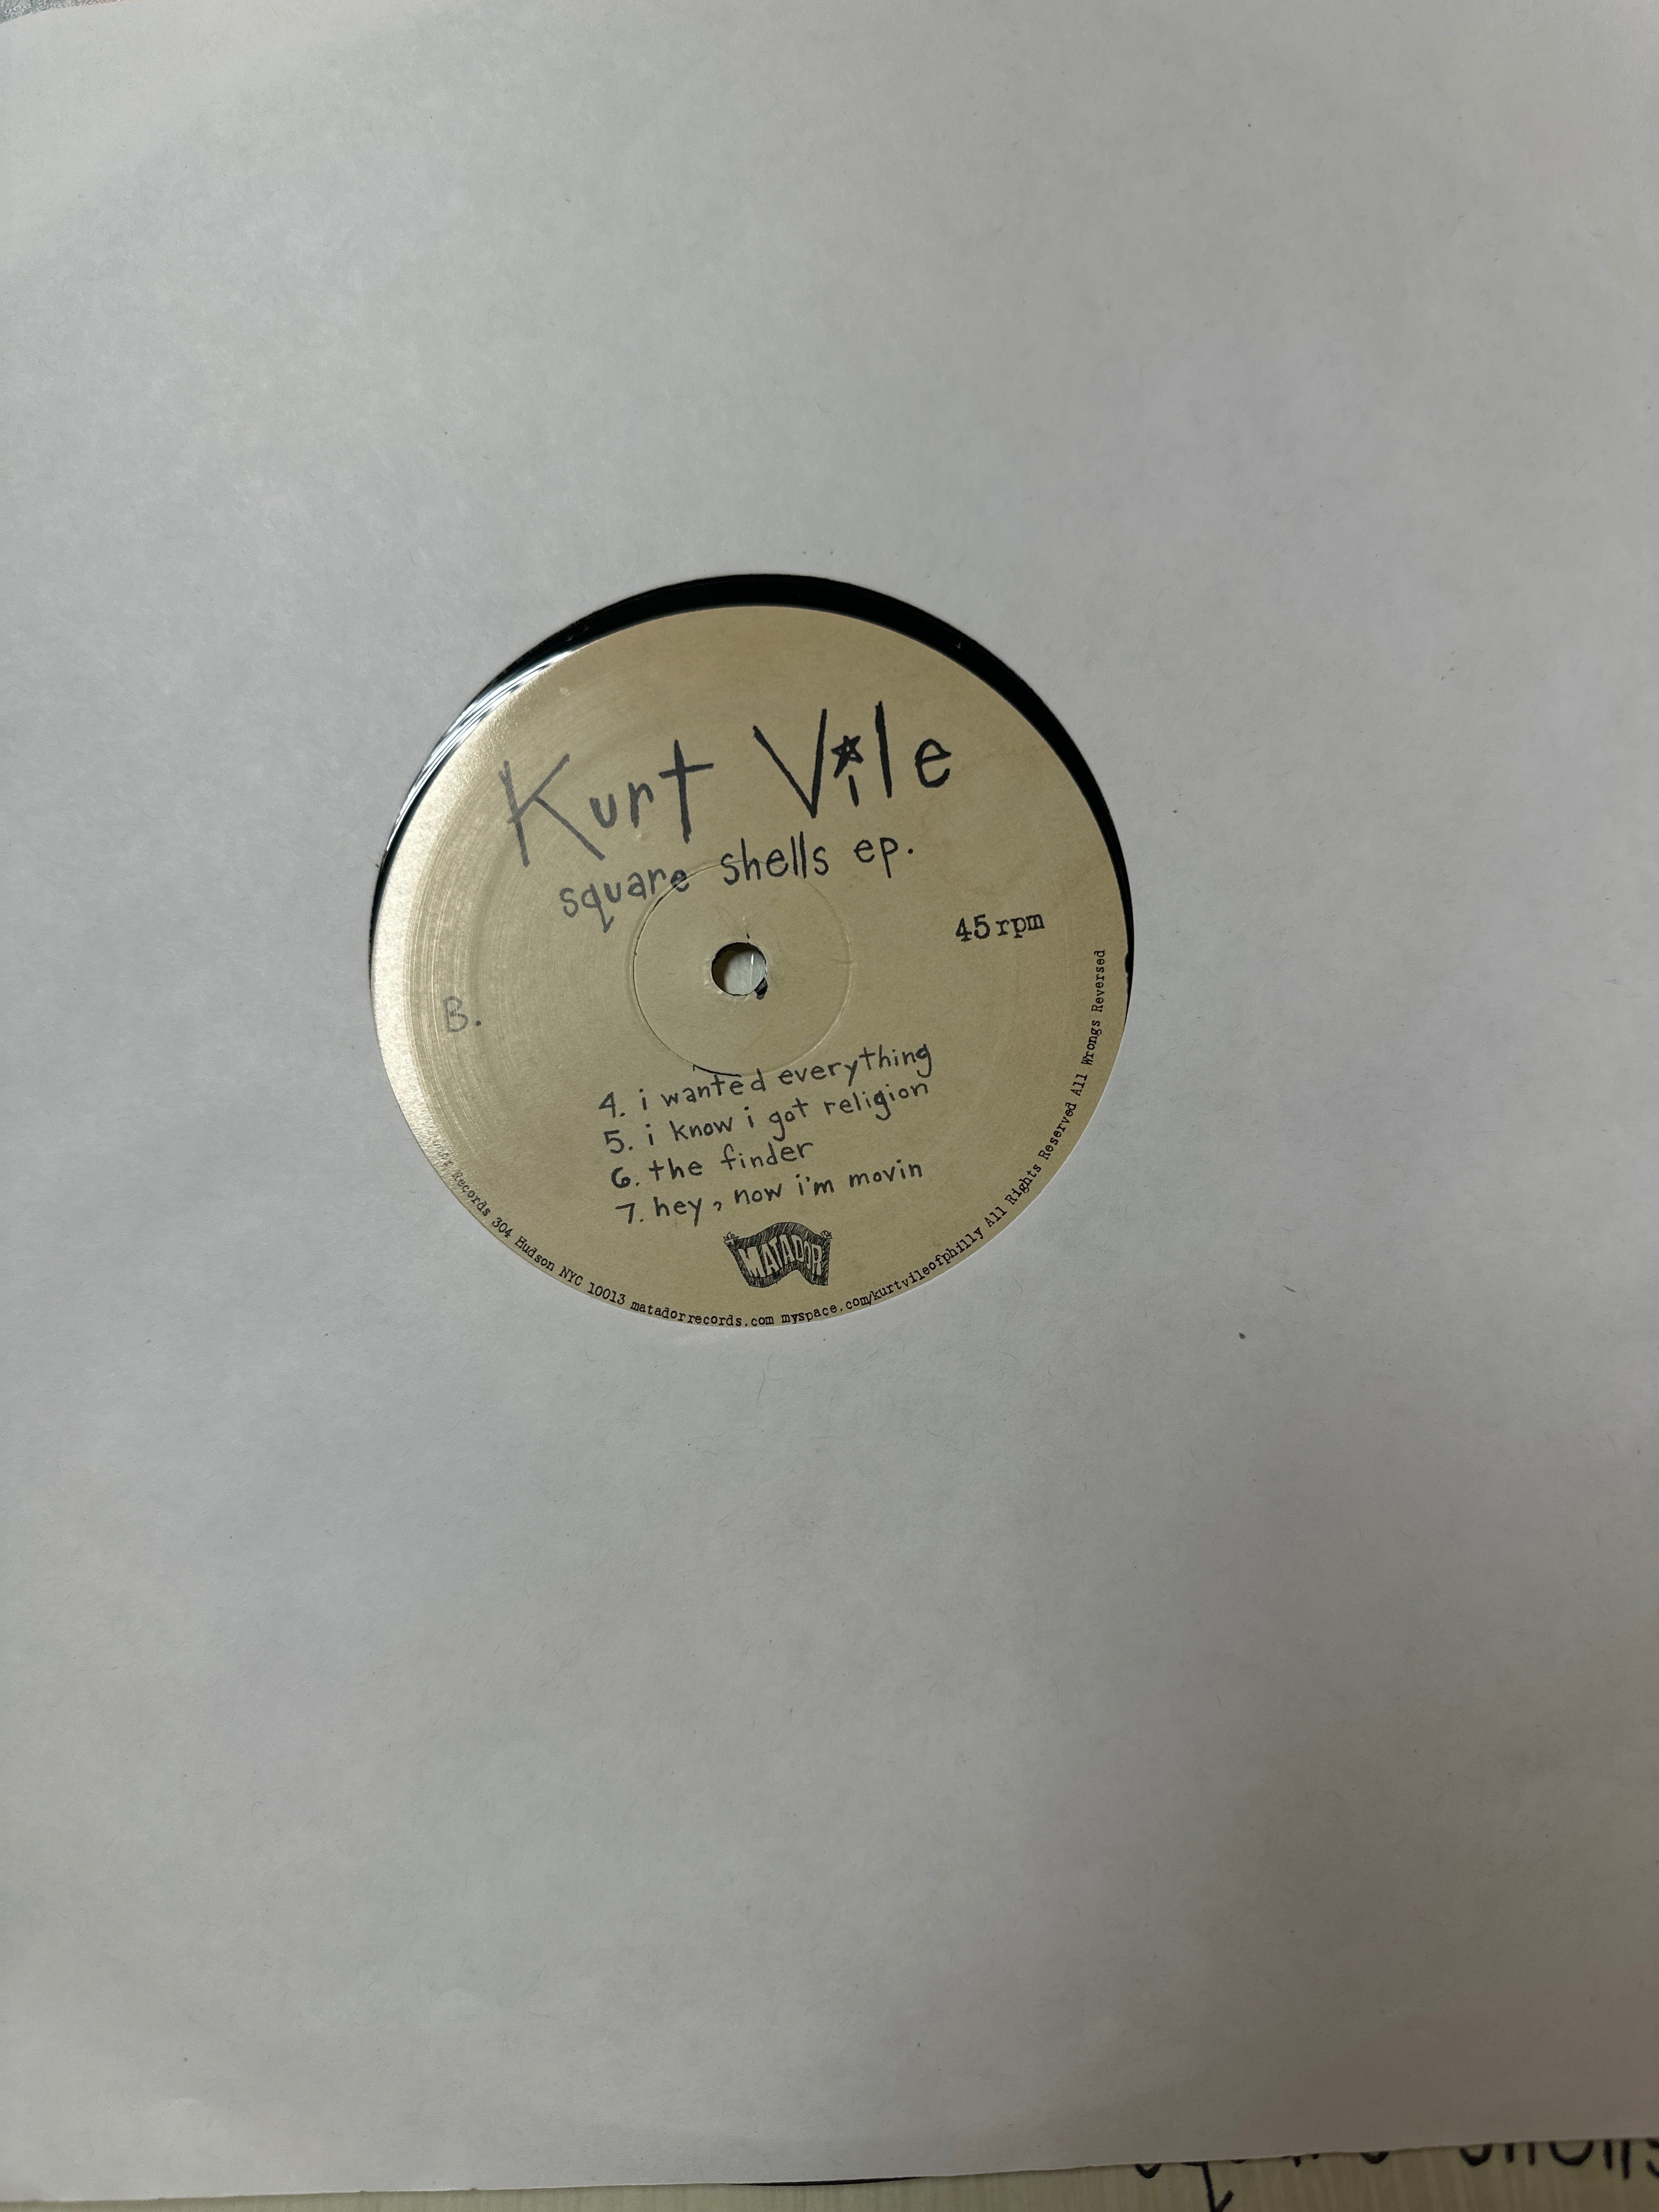 Kurt Vile
square shells ep.
45 rpm
B.
4. i wanted everything
5. i know i got religion
6. the finder
7. hey, now i'm movin
MATADOR
Records 304 Hudson NYC 10013 matadorrecords.com myspace.com/kurtvileofphilly All Rights Reserved All Wrongs Reversed